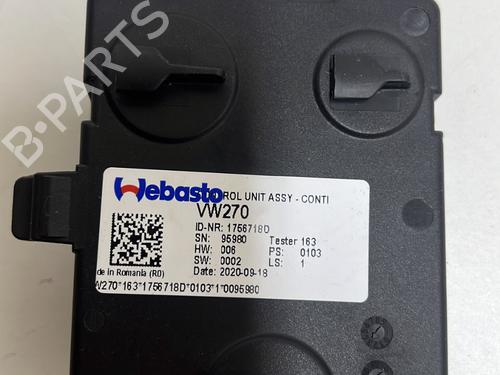 B-PARTS
Webasto
ROL UNIT ASSY - CONTI
VW270
ID-NR: 1756718D
SN: 95980 Tester 163
HW: 006 PS: 0103
SW: 0002 LS: 1
Date: 2020-09-18
de in Romania (RO)
W270*163*1756718D*0103*1*0095980